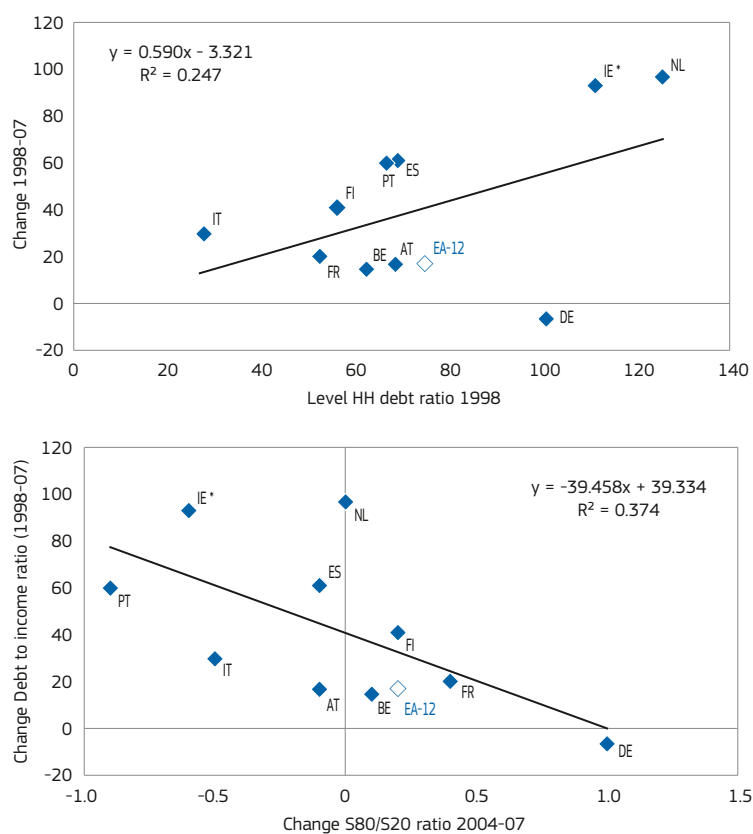 120
100
80
60
40
20
0
-20
Change 1998-07
y = 0.590x - 3.321
R² = 0.247
IE *
NL
ES
PT
FI
IT
FR
BE
AT
EA-12
DE
0 20 40 60 80 100 120 140
Level HH debt ratio 1998
120
100
80
60
40
20
0
-20
Change Debt to income ratio (1998-07)
y = -39.458x + 39.334
R² = 0.374
IE *
NL
ES
PT
FI
IT
AT
BE
EA-12
FR
DE
-1.0 -0.5 0 0.5 1.0 1.5
Change S80/S20 ratio 2004-07